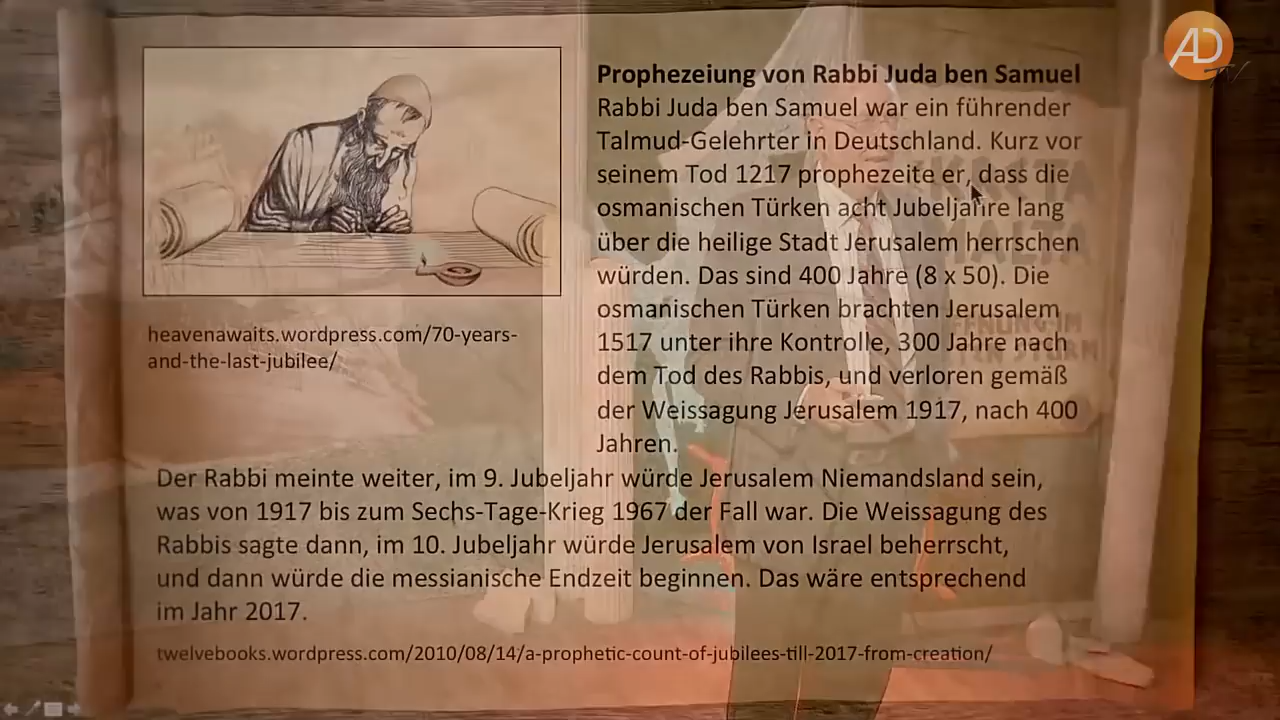 AD
TV
Prophezeiung von Rabbi Juda ben Samuel
Rabbi Juda ben Samuel war ein führender
Talmud-Gelehrter in Deutschland. Kurz vor
seinem Tod 1217 prophezeite er, dass die
osmanischen Türken acht Jubeljahre lang
über die heilige Stadt Jerusalem herrschen
würden. Das sind 400 Jahre (8 x 50). Die
osmanischen Türken brachten Jerusalem
1517 unter ihre Kontrolle, 300 Jahre nach
dem Tod des Rabbis, und verloren gemäß
der Weissagung Jerusalem 1917, nach 400
Jahren.
heavenawaits.wordpress.com/70-years-
and-the-last-jubilee/
Der Rabbi meinte weiter, im 9. Jubeljahr würde Jerusalem Niemandsland sein,
was von 1917 bis zum Sechs-Tage-Krieg 1967 der Fall war. Die Weissagung des
Rabbis sagte dann, im 10. Jubeljahr würde Jerusalem von Israel beherrscht,
und dann würde die messianische Endzeit beginnen. Das wäre entsprechend
im Jahr 2017.
twelvebooks.wordpress.com/2010/08/14/a-prophetic-count-of-jubilees-till-2017-from-creation/